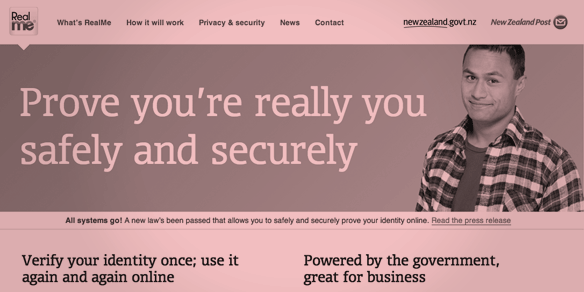 Real
me
What's RealMe How it will work Privacy & security News Contact
newzealand.govt.nz New Zealand Post
Prove you're really you
safely and securely
All systems go! A new law's been passed that allows you to safely and securely prove your identity online. Read the press release
Verify your identity once; use it
again and again online
Powered by the government,
great for business